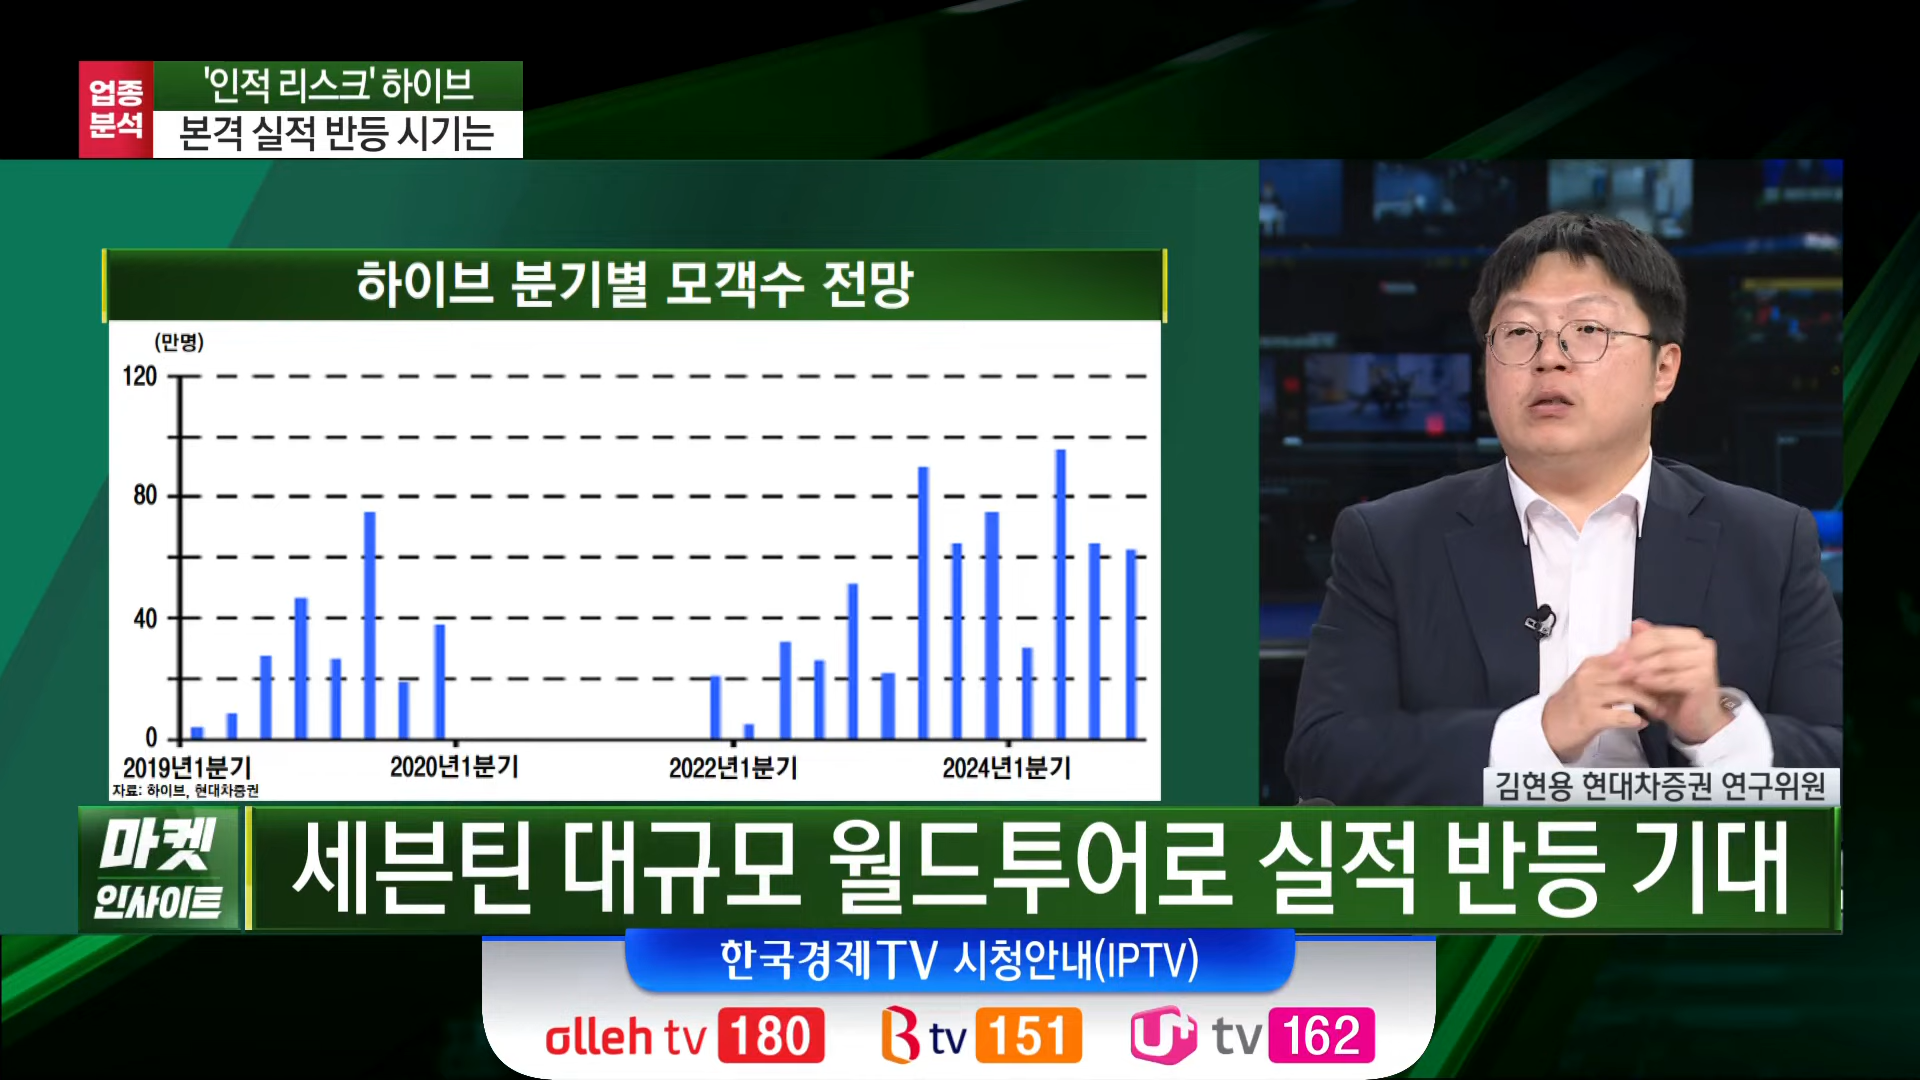 업종
분석
'인적 리스크' 하이브
본격 실적 반등 시기는
하이브 분기별 모객수 전망
(만명)
120
80
40
0
2019년1분기
2020년1분기
2022년1분기
2024년1분기
자료: 하이브, 현대차증권
김현용 현대차증권 연구위원
마켓
인사이트
세븐틴 대규모 월드투어로 실적 반등 기대
한국경제TV 시청안내(IPTV)
olleh tv 180
B tv 151
U+ tv 162